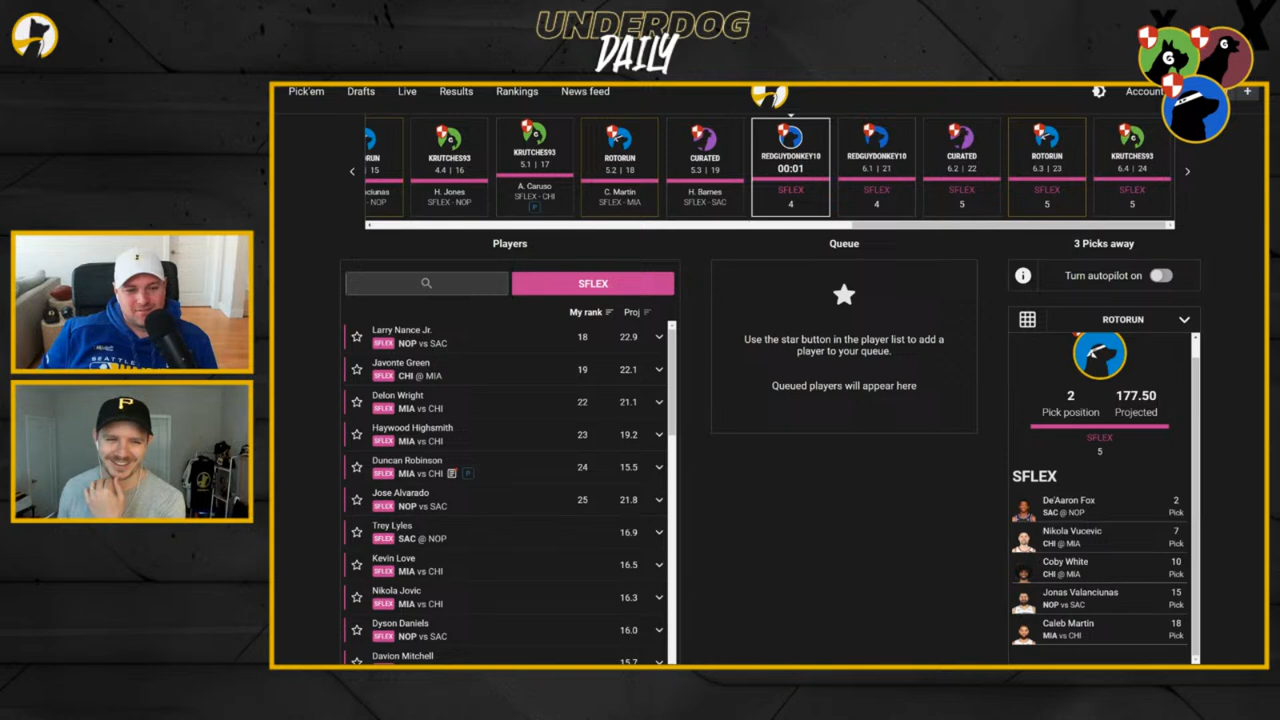 UNDERDOG
DAILY
Pick'em Drafts Live Results Rankings News feed Account +
RUN
15
ciunas
NOP
KRUTCHES93
4.4 | 16
H. Jones
SFLEX - NOP
KRUTCHES93
5.1 | 17
A. Caruso
SFLEX - CHI
P
ROTORUN
5.2 | 18
C. Martin
SFLEX - MIA
CURATED
5.3 | 19
H. Barnes
SFLEX - SAC
REDGUYDONKEY10
00:01
SFLEX
4
REDGUYDONKEY10
6.1 | 21
SFLEX
4
CURATED
6.2 | 22
SFLEX
5
ROTORUN
6.3 | 23
SFLEX
5
KRUTCHES93
6.4 | 24
SFLEX
5
Players
SFLEX
My rank Proj
Larry Nance Jr.
SFLEX NOP vs SAC 18 22.9
Javonte Green
SFLEX CHI @ MIA 19 22.1
Delon Wright
SFLEX MIA vs CHI 22 21.1
Haywood Highsmith
SFLEX MIA vs CHI 23 19.2
Duncan Robinson
SFLEX MIA vs CHI P 24 15.5
Jose Alvarado
SFLEX NOP vs SAC 25 21.8
Trey Lyles
SFLEX SAC @ NOP 16.9
Kevin Love
SFLEX MIA vs CHI 16.5
Nikola Jovic
SFLEX MIA vs CHI 16.3
Dyson Daniels
SFLEX NOP vs SAC 16.0
Davion Mitchell
15.7
Queue
Use the star button in the player list to add a
player to your queue.
Queued players will appear here
3 Picks away
Turn autopilot on
ROTORUN
2 177.50
Pick position Projected
SFLEX
5
SFLEX
De'Aaron Fox 2
SAC @ NOP Pick
Nikola Vucevic 7
CHI @ MIA Pick
Coby White 10
CHI @ MIA Pick
Jonas Valanciunas 15
NOP vs SAC Pick
Caleb Martin 18
MIA vs CHI Pick
SEATTLE
P